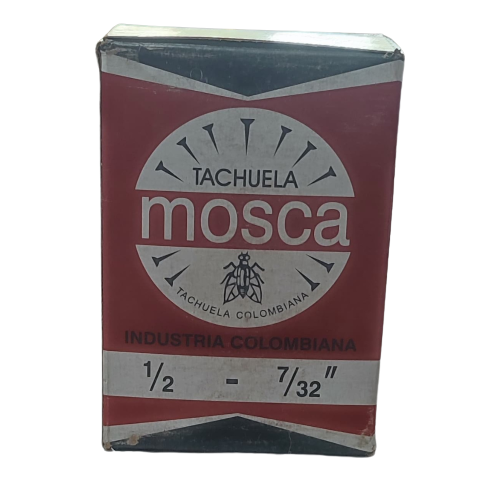 TACHUELA
mosca
TACHUELA COLOMBIANA
INDUSTRIA COLOMBIANA
1/2 - 7/32"